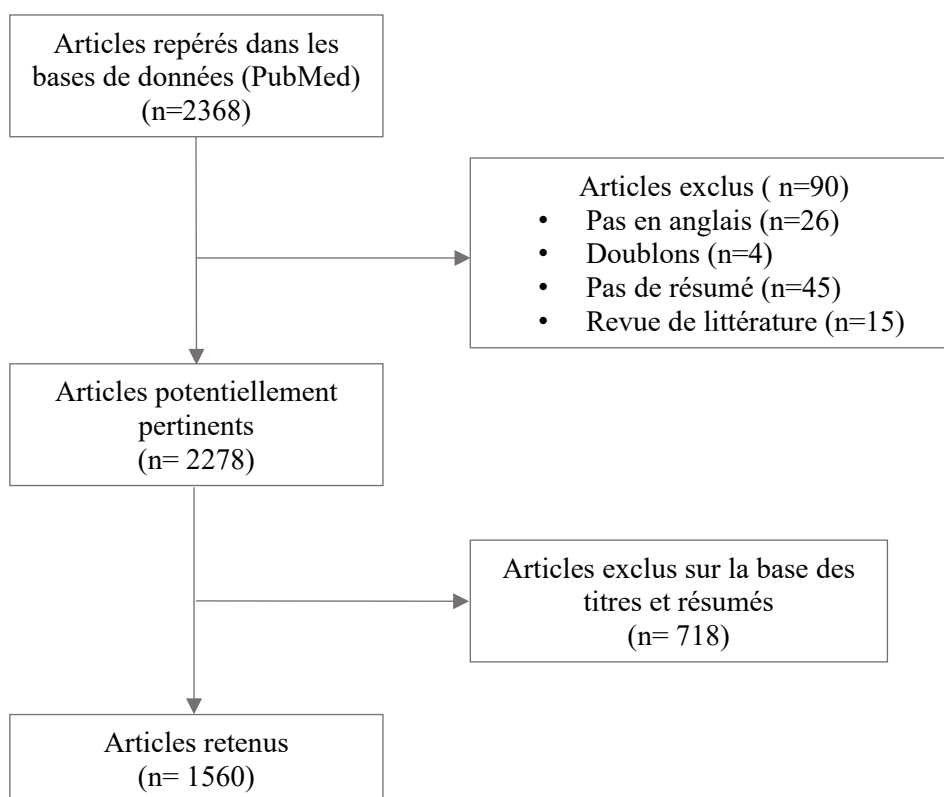 Articles repérés dans les
bases de données (PubMed)
(n=2368)
Articles exclus ( n=90)
• Pas en anglais (n=26)
• Doublons (n=4)
• Pas de résumé (n=45)
• Revue de littérature (n=15)
Articles potentiellement
pertinents
(n= 2278)
Articles exclus sur la base des
titres et résumés
(n= 718)
Articles retenus
(n= 1560)